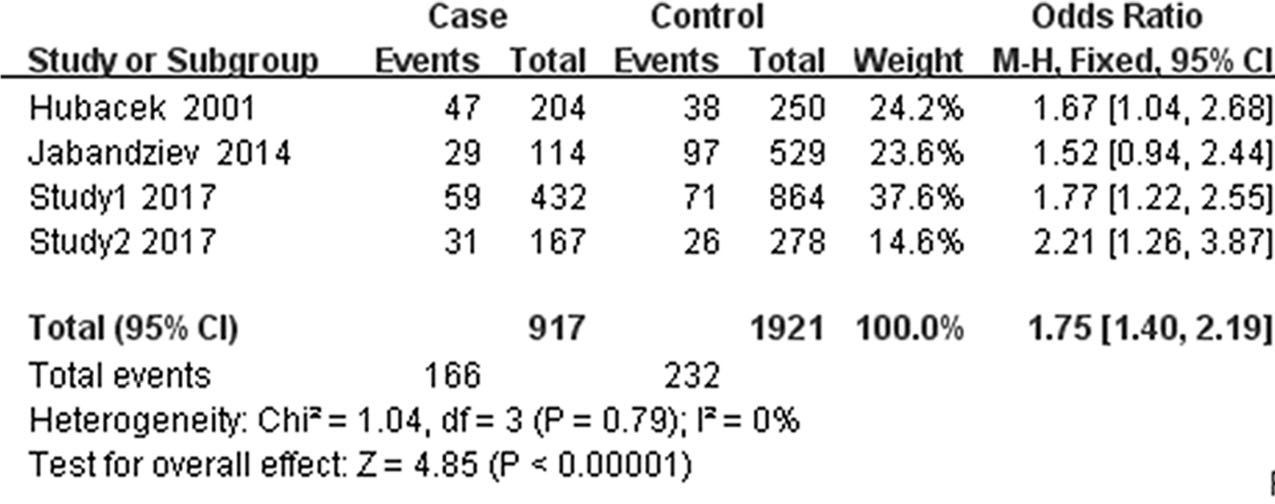 Case Control Odds Ratio
Study or Subgroup Events Total Events Total Weight M-H, Fixed, 95% CI
Hubacek 2001 47 204 38 250 24.2% 1.67 [1.04, 2.68]
Jabandziev 2014 29 114 97 529 23.6% 1.52 [0.94, 2.44]
Study1 2017 59 432 71 864 37.6% 1.77 [1.22, 2.55]
Study2 2017 31 167 26 278 14.6% 2.21 [1.26, 3.87]
Total (95% CI) 917 1921 100.0% 1.75 [1.40, 2.19]
Total events 166 232
Heterogeneity: Chi² = 1.04, df = 3 (P = 0.79); I² = 0%
Test for overall effect: Z = 4.85 (P < 0.00001)